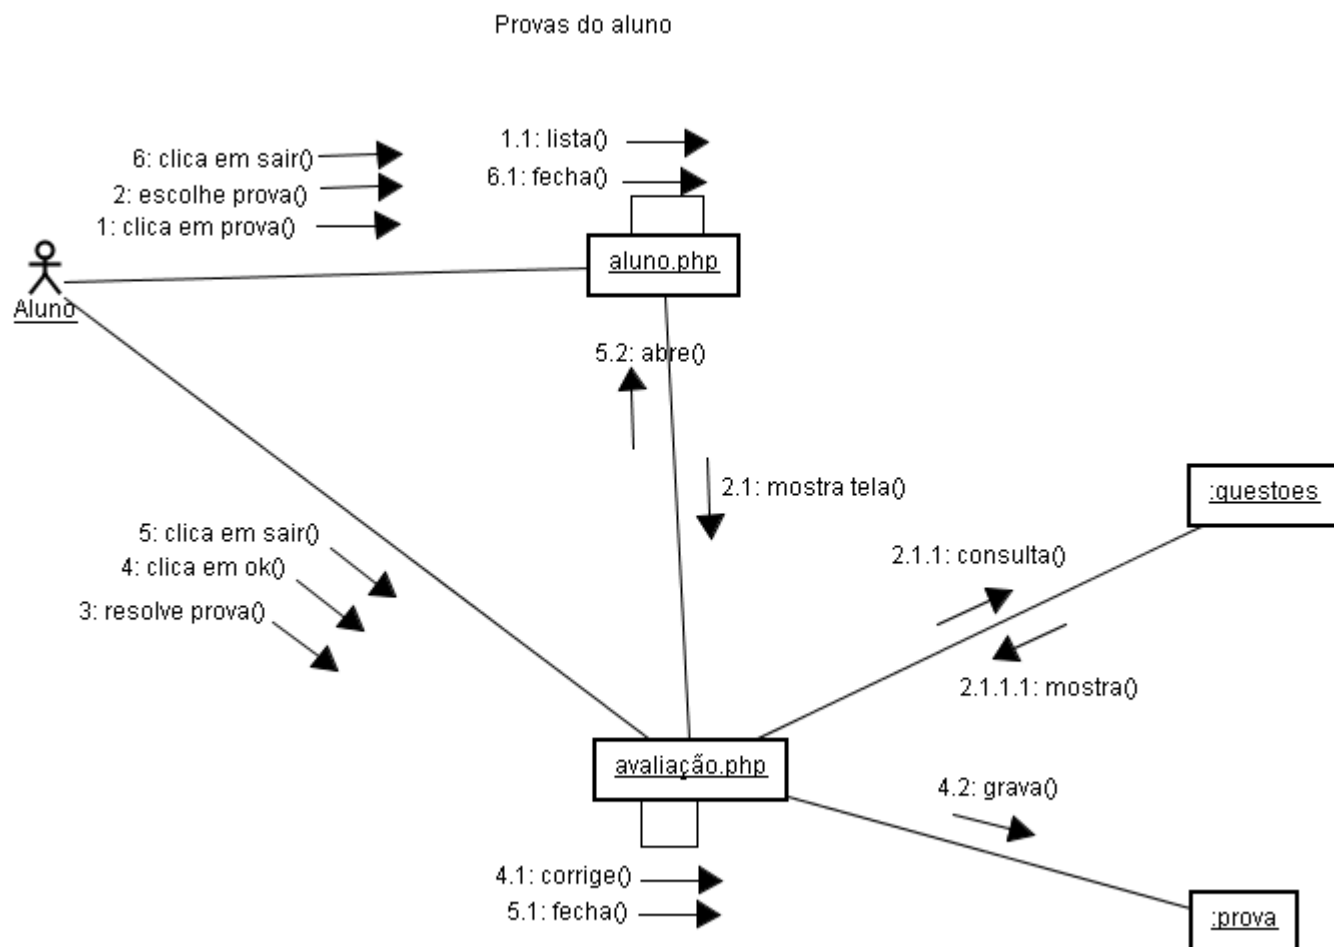 Provas do aluno
1.1: lista()
6: clica em sair()
6.1: fecha()
2: escolhe prova()
1: clica em prova()
aluno.php
Aluno
5.2: abre()
2.1: mostra tela()
:questoes
5: clica em sair()
2.1.1: consulta()
4: clica em ok()
3: resolve prova()
2.1.1.1: mostra()
avaliação.php
4.2: grava()
4.1: corrige()
5.1: fecha()
:prova